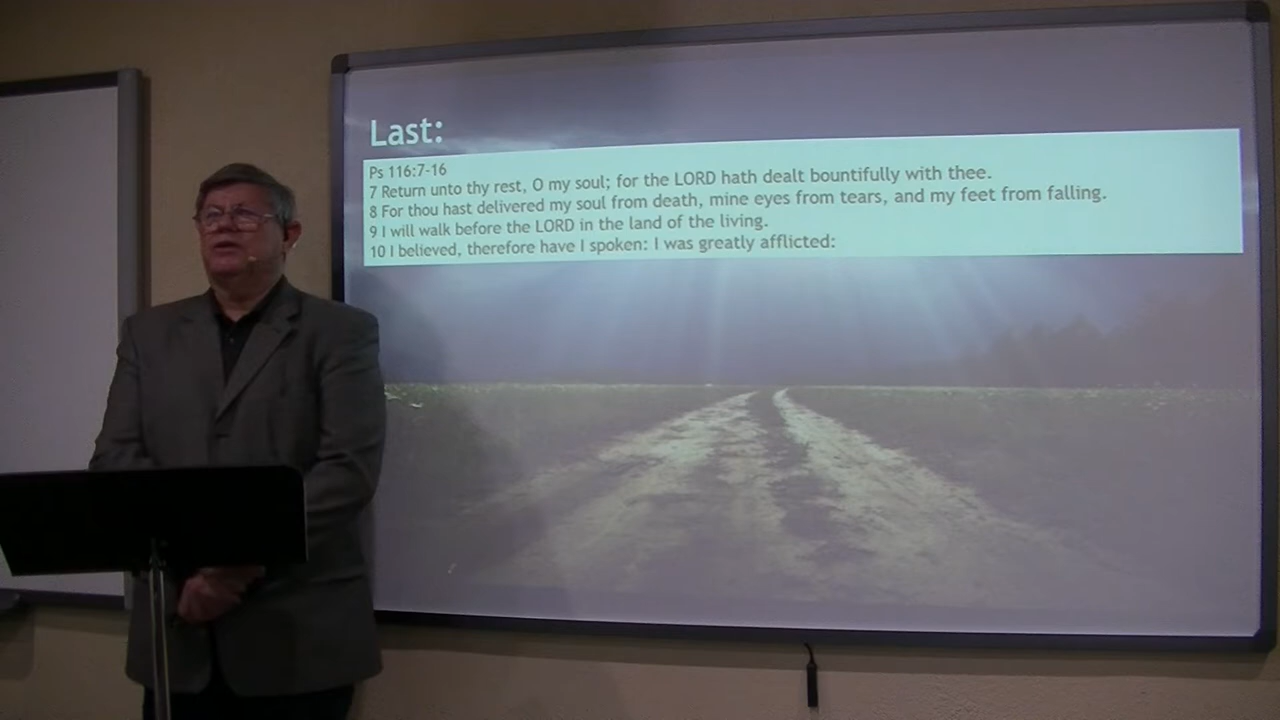 Last:
Ps 116:7-16
7 Return unto thy rest, O my soul; for the LORD hath dealt bountifully with thee.
8 For thou hast delivered my soul from death, mine eyes from tears, and my feet from falling.
9 I will walk before the LORD in the land of the living.
10 I believed, therefore have I spoken: I was greatly afflicted: